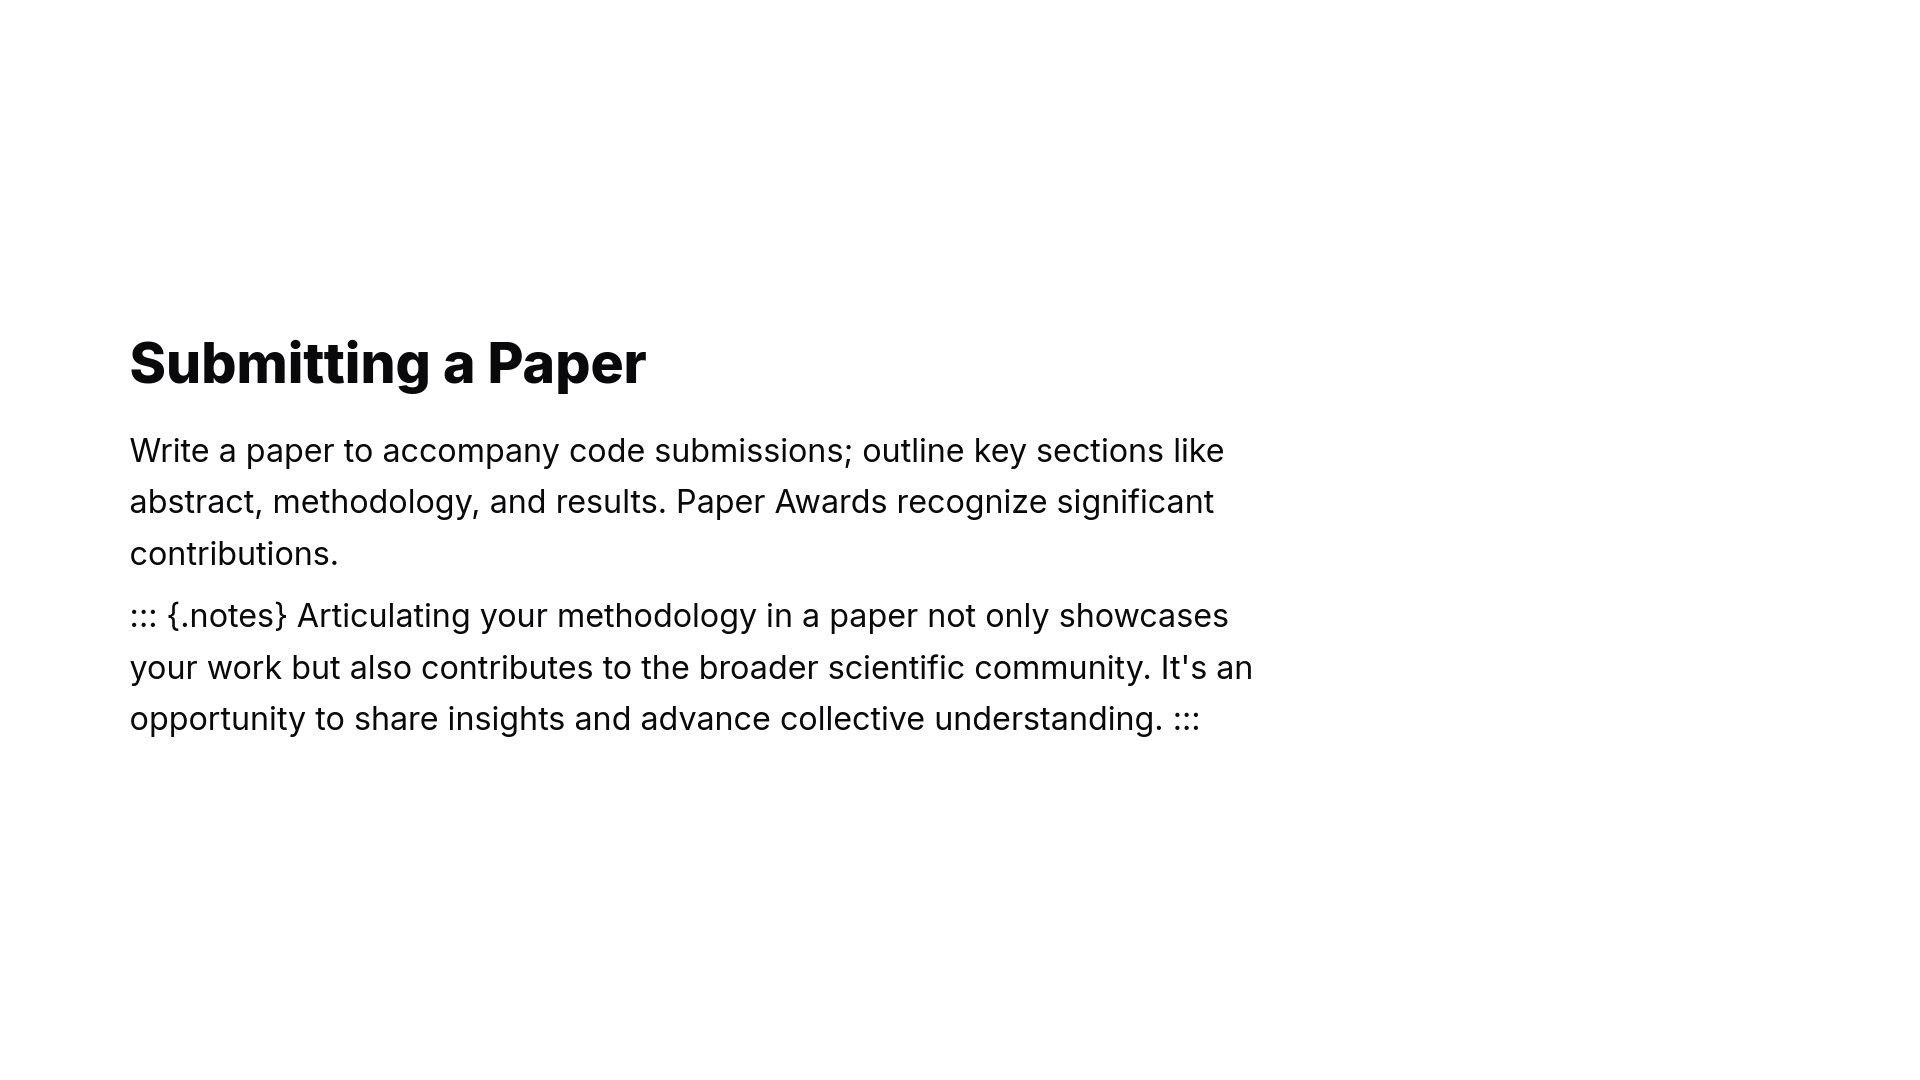 Submitting a Paper
Write a paper to accompany code submissions; outline key sections like
abstract, methodology, and results. Paper Awards recognize significant
contributions.
::: {.notes} Articulating your methodology in a paper not only showcases
your work but also contributes to the broader scientific community. It's an
opportunity to share insights and advance collective understanding. :::